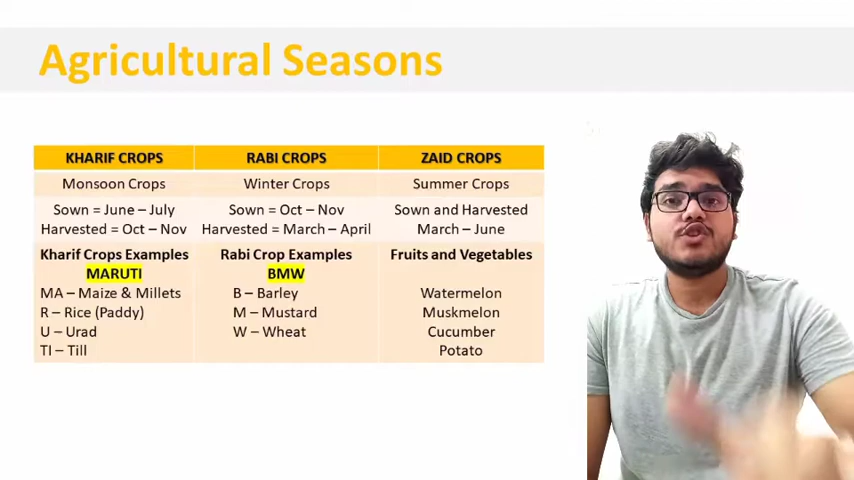 Agricultural Seasons
KHARIF CROPS
RABI CROPS
ZAID CROPS
Monsoon Crops
Winter Crops
Summer Crops
Sown = June – July
Harvested = Oct – Nov
Sown = Oct – Nov
Harvested = March – April
Sown and Harvested
March – June
Kharif Crops Examples
MARUTI
MA – Maize & Millets
R – Rice (Paddy)
U – Urad
TI – Till
Rabi Crop Examples
BMW
B – Barley
M – Mustard
W – Wheat
Fruits and Vegetables
Watermelon
Muskmelon
Cucumber
Potato